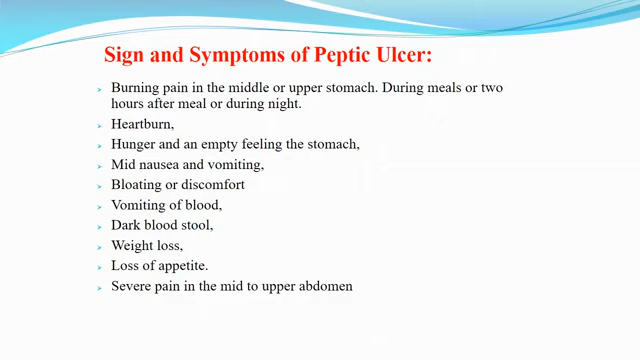 Sign and Symptoms of Peptic Ulcer:
Burning pain in the middle or upper stomach. During meals or two
hours after meal or during night.
Heartburn,
Hunger and an empty feeling the stomach,
Mid nausea and vomiting,
Bloating or discomfort
Vomiting of blood,
Dark blood stool,
Weight loss,
Loss of appetite.
Severe pain in the mid to upper abdomen